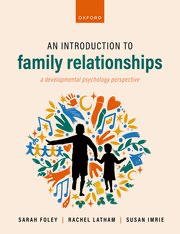 OXFORD
AN INTRODUCTION TO
family relationships
a developmental psychology perspective
SARAH FOLEY / RACHEL LATHAM / SUSAN IMRIE